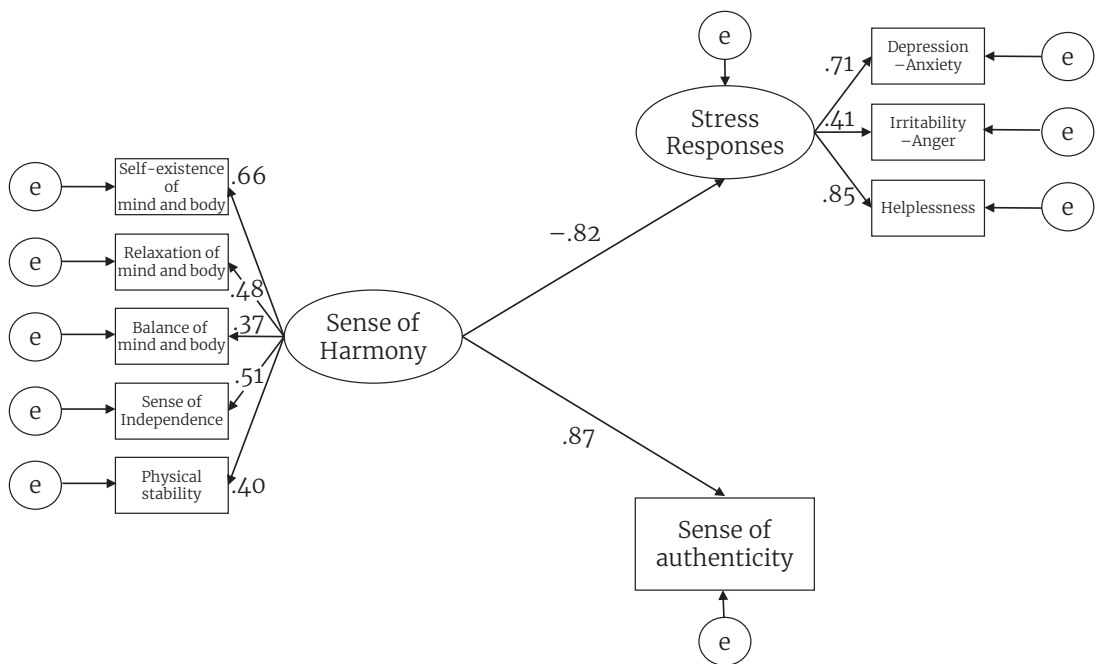 e
Stress
Responses
.71
.41
.85
Depression
–Anxiety
e
Irritability
–Anger
e
Helplessness
e
e
Self-existence
of
mind and body
.66
e
Relaxation of
mind and body
.48
e
Balance of
mind and body
.37
e
Sense of
Independence
.51
e
Physical
stability
.40
Sense of
Harmony
–.82
.87
Sense of
authenticity
e